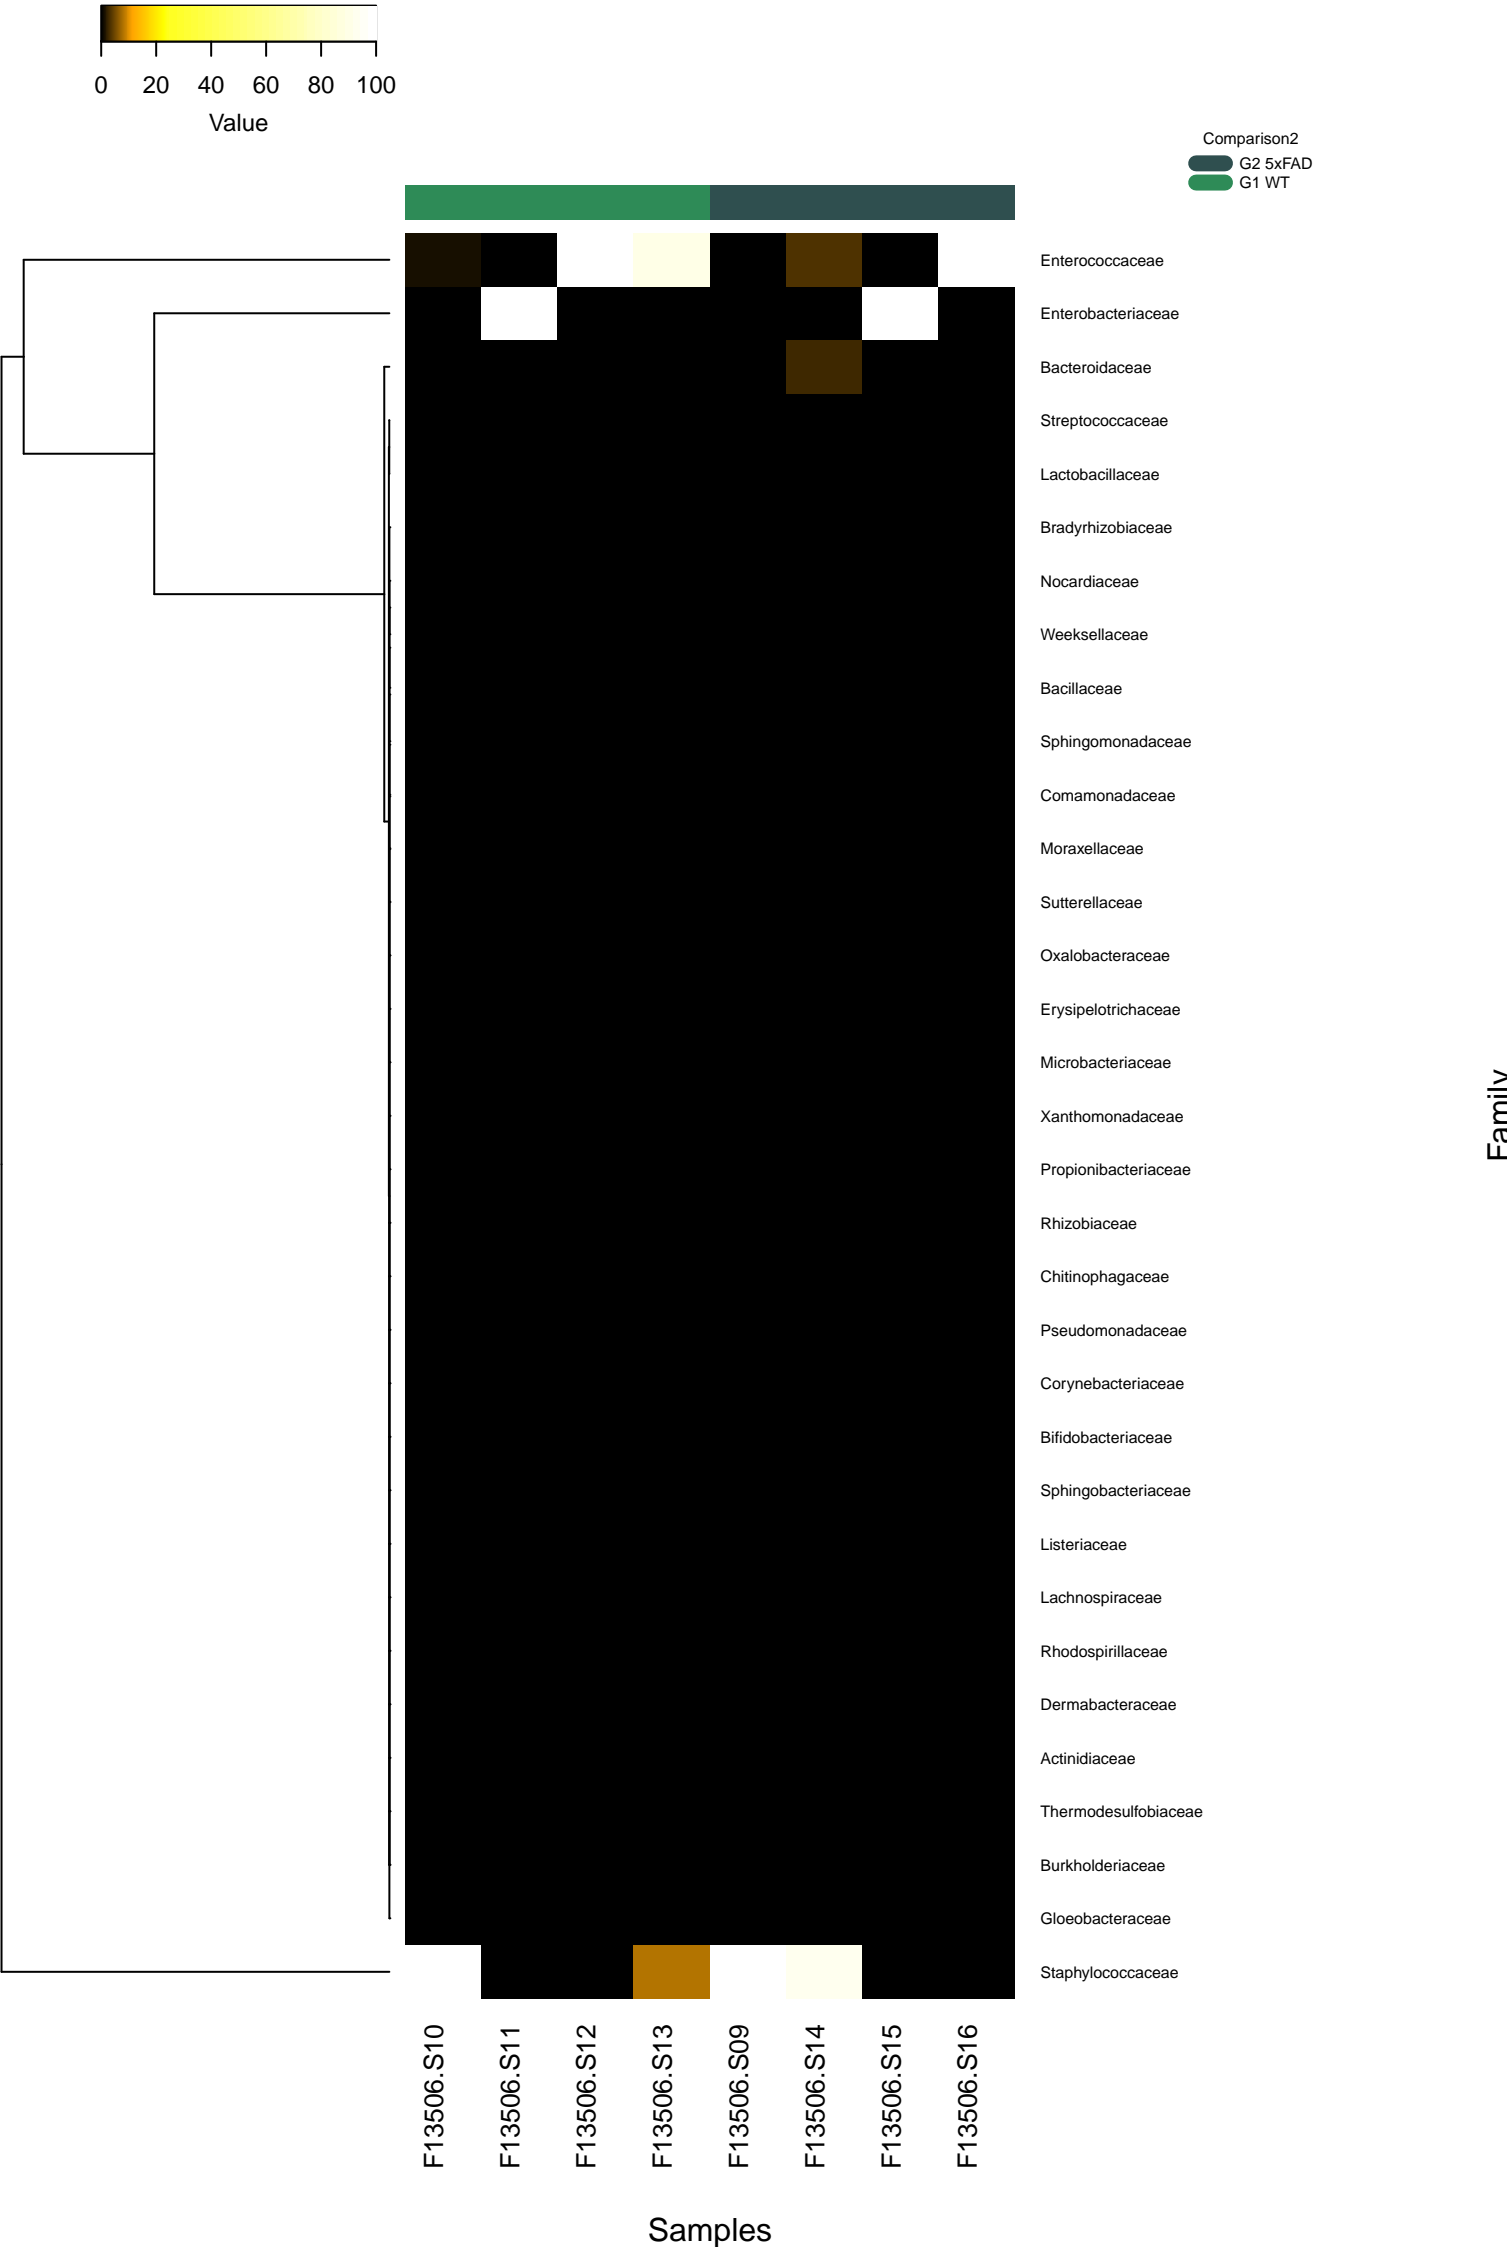 0 20 40 60 80 100
Value
Comparison2
G2 5xFAD
G1 WT
Enterococcaceae
Enterobacteriaceae
Bacteroidaceae
Streptococcaceae
Lactobacillaceae
Bradyrhizobiaceae
Nocardiaceae
Weeksellaceae
Bacillaceae
Sphingomonadaceae
Comamonadaceae
Moraxellaceae
Sutterellaceae
Oxalobacteraceae
Erysipelotrichaceae
Microbacteriaceae
Xanthomonadaceae
Propionibacteriaceae
Rhizobiaceae
Chitinophagaceae
Pseudomonadaceae
Corynebacteriaceae
Bifidobacteriaceae
Sphingobacteriaceae
Listeriaceae
Lachnospiraceae
Rhodospirillaceae
Dermabacteraceae
Actinidiaceae
Thermodesulfobiaceae
Burkholderiaceae
Gloeobacteraceae
Staphylococcaceae
Family
F13506.S10
F13506.S11
F13506.S12
F13506.S13
F13506.S09
F13506.S14
F13506.S15
F13506.S16
Samples